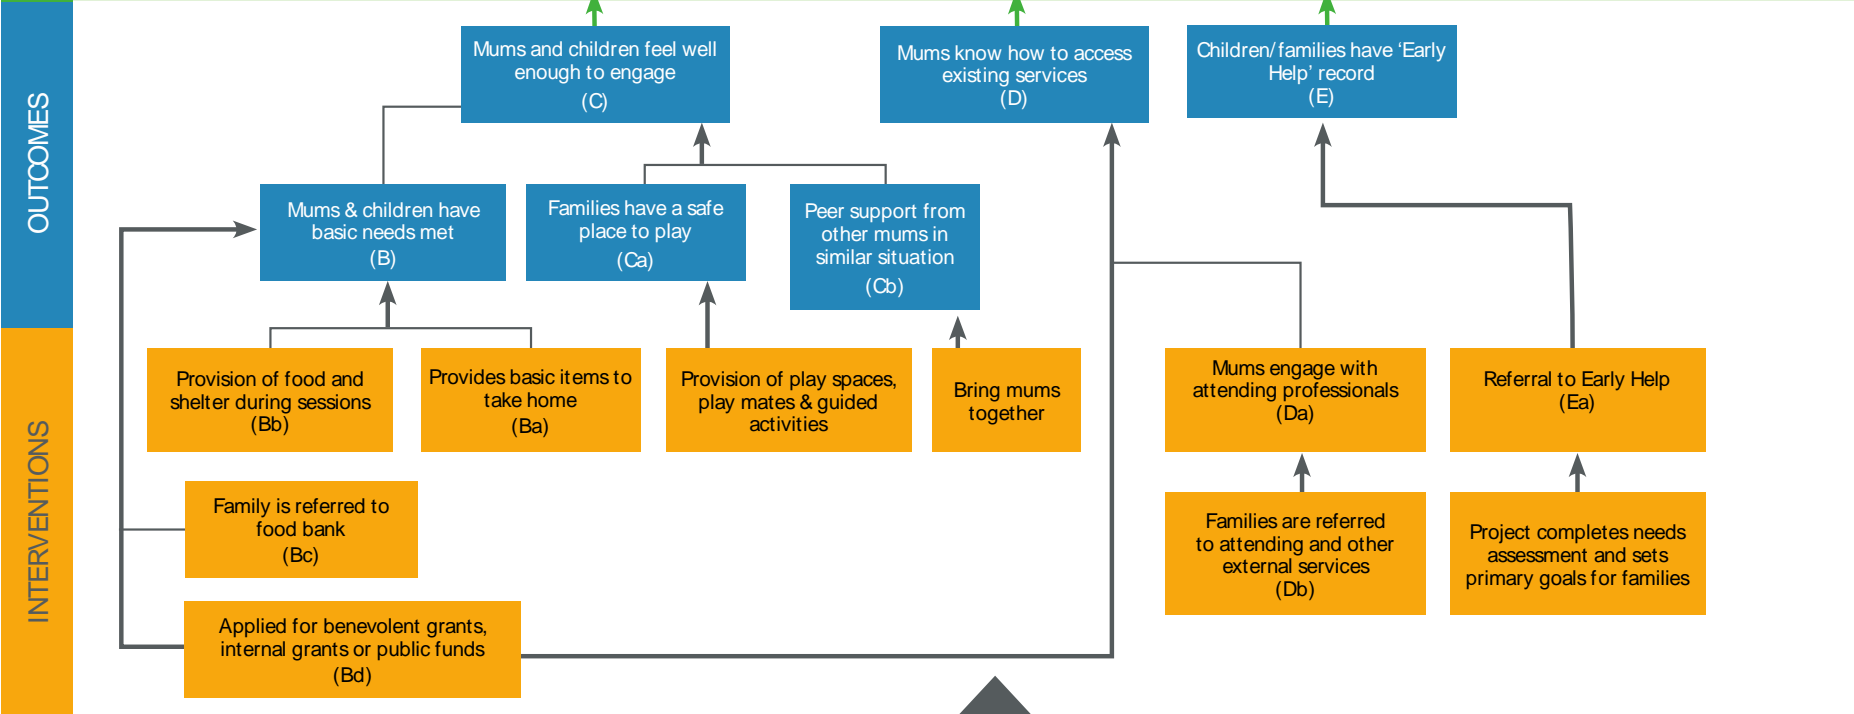 OUTCOMES
Mums and children feel well
enough to engage
(C)
Mums know how to access
existing services
(D)
Children/families have ‘Early
Help’ record
(E)
Mums & children have
basic needs met
(B)
Families have a safe
place to play
(Ca)
Peer support from
other mums in
similar situation
(Cb)
INTERVENTIONS
Provision of food and
shelter during sessions
(Bb)
Provides basic items to
take home
(Ba)
Provision of play spaces,
play mates & guided
activities
Bring mums
together
Mums engage with
attending professionals
(Da)
Referral to Early Help
(Ea)
Family is referred to
food bank
(Bc)
Families are referred
to attending and other
external services
(Db)
Project completes needs
assessment and sets
primary goals for families
Applied for benevolent grants,
internal grants or public funds
(Bd)